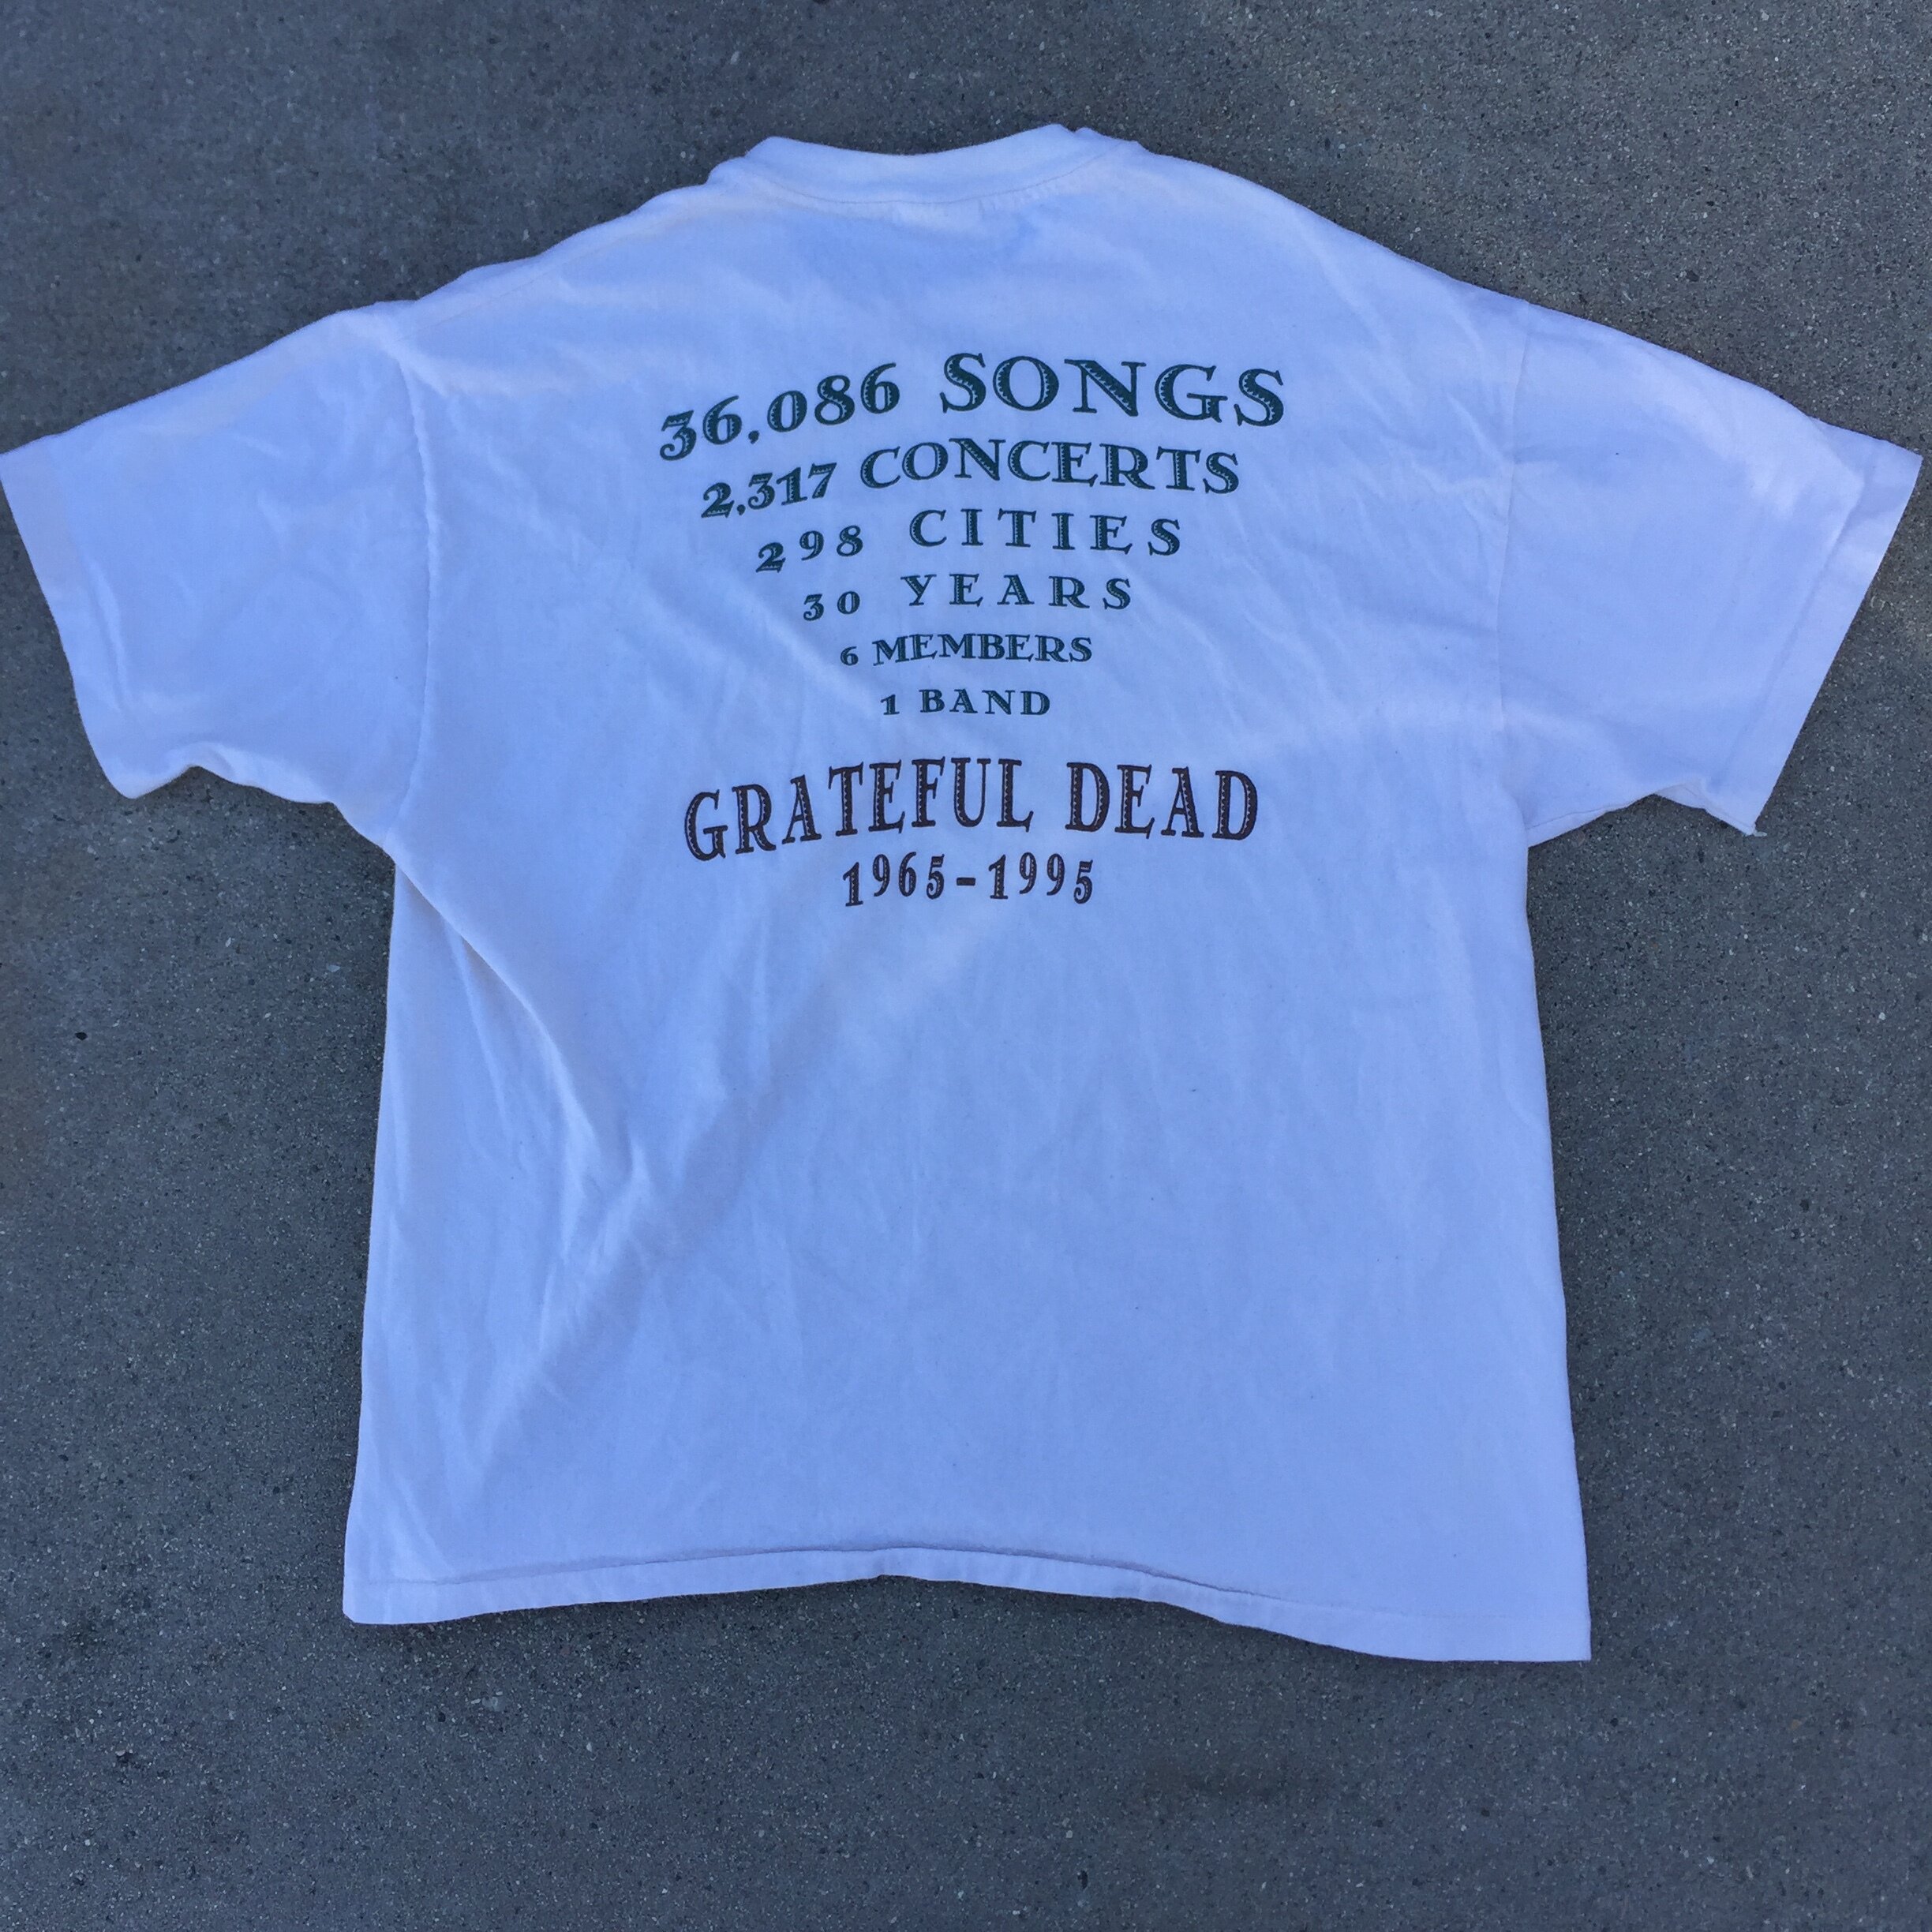 36,086 SONGS
2,317 CONCERTS
298 CITIES
30 YEARS
6 MEMBERS
1 BAND
GRATEFUL DEAD
1965-1995